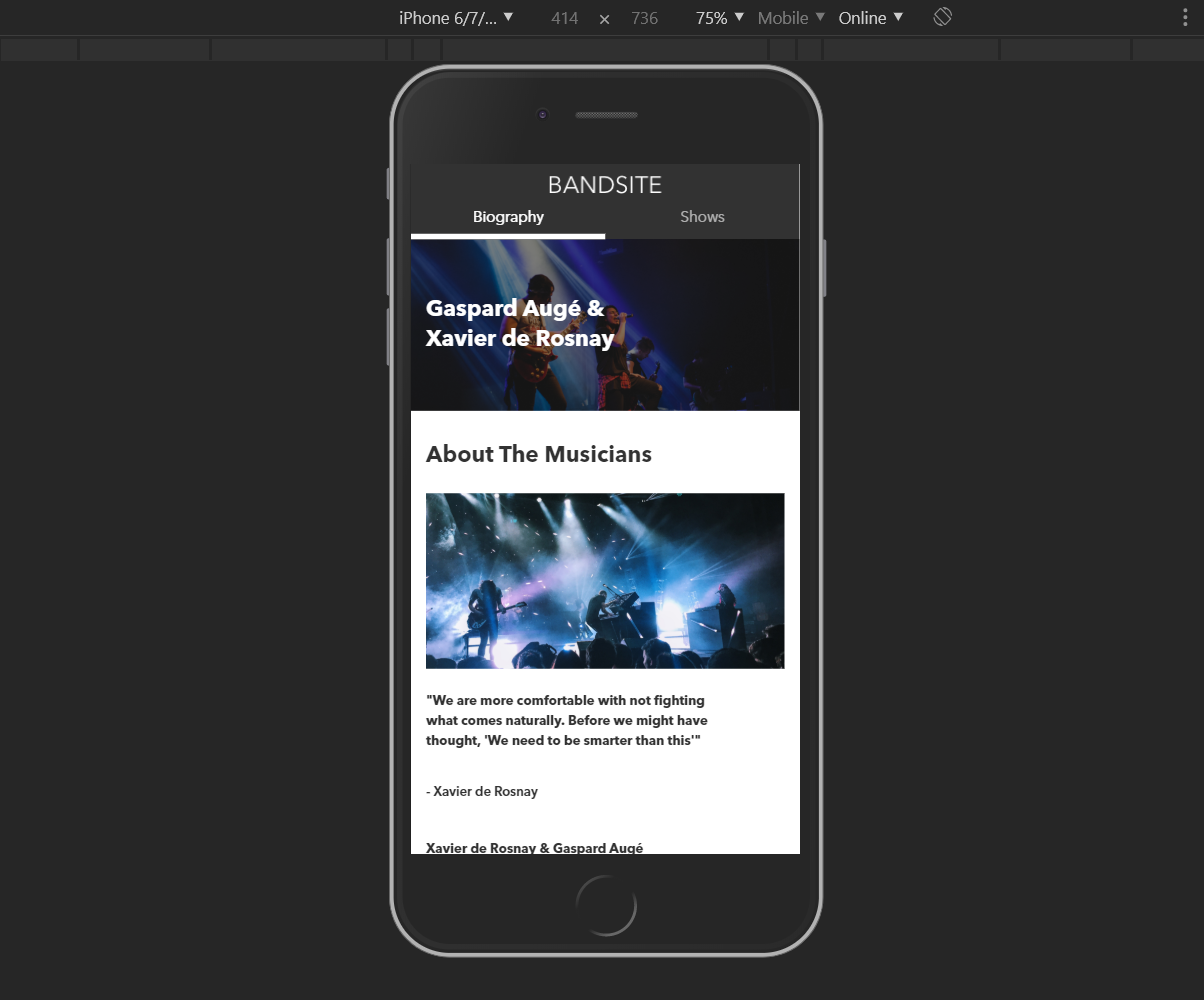 iPhone 6/7/... ▼ 414 × 736 75% ▼ Mobile ▼ Online ▼
BANDSITE
Biography Shows
Gaspard Augé &
Xavier de Rosnay
About The Musicians
"We are more comfortable with not fighting
what comes naturally. Before we might have
thought, 'We need to be smarter than this'"
- Xavier de Rosnay
Xavier de Rosnay & Gaspard Augé